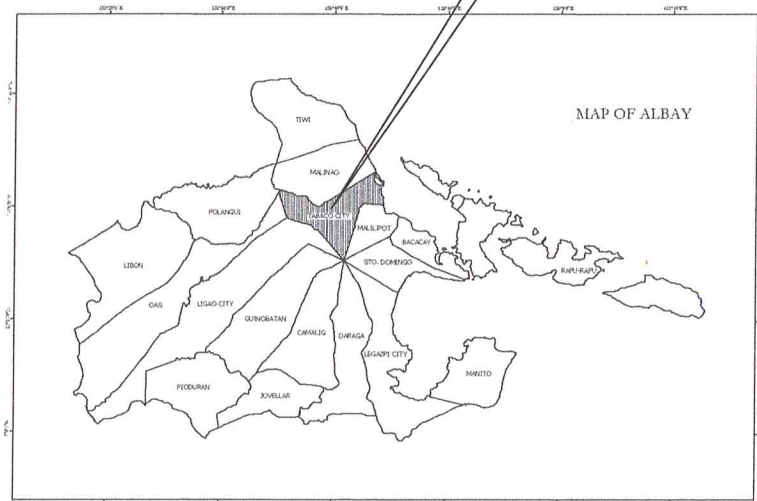 MAP OF ALBAY
TIWI
MALINAO
TABACO CITY
POLANGUI
MALILIPOT
BACACAY
STO. DOMINGO
LIBON
RAPU-RAPU
OAS
LIGAO CITY
GUINOBATAN
CAMALIG
DARAGA
LEGAZPI CITY
MANITO
PIODURAN
JOVELLAR